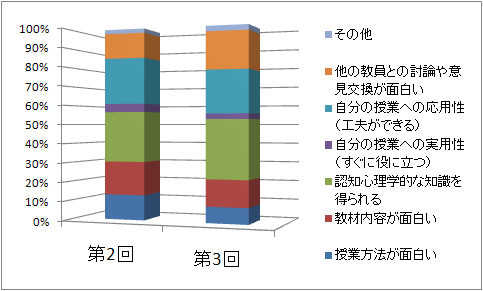 100%
90%
80%
70%
60%
50%
40%
30%
20%
10%
0%
第2回
第3回
その他
他の教員との討論や意
見交換が面白い
自分の授業への応用性
（工夫ができる）
自分の授業への実用性
（すぐに役に立つ）
認知心理学的な知識を
得られる
教材内容が面白い
授業方法が面白い